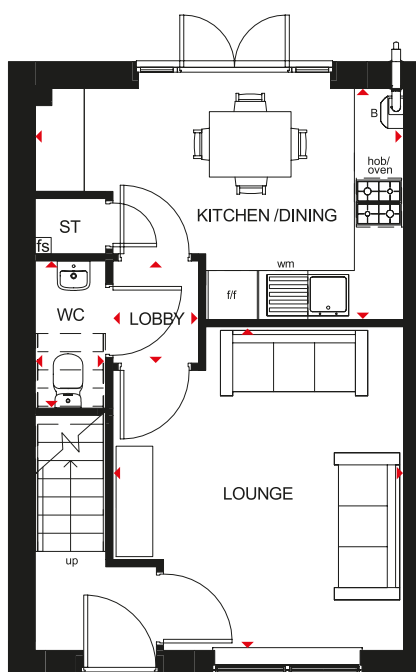 B
hob/
oven
ST
KITCHEN /DINING
fs
wm
f/f
WC
LOBBY
LOUNGE
up